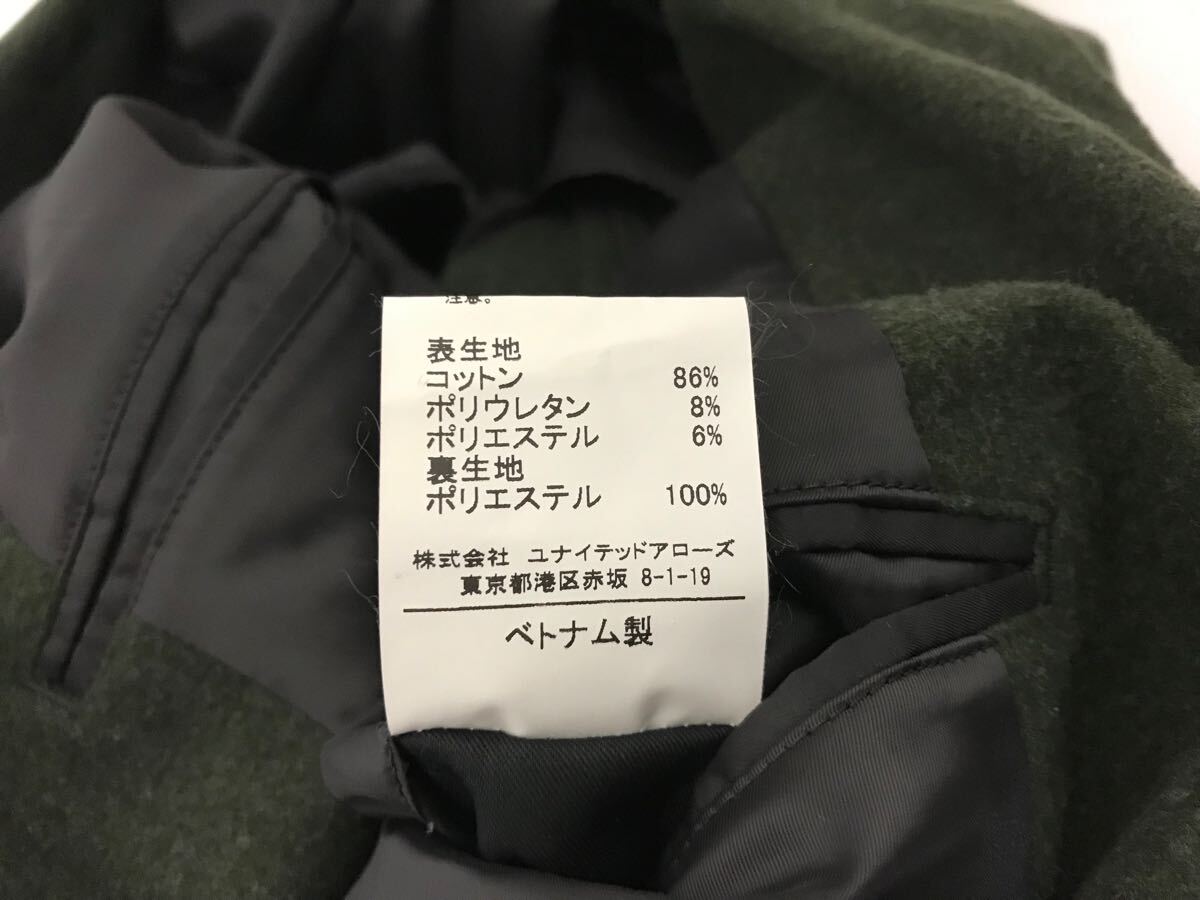 注意。
表生地
コットン 86%
ポリウレタン 8%
ポリエステル 6%
裏生地
ポリエステル 100%
株式会社 ユナイテッドアローズ
東京都港区赤坂 8-1-19
ベトナム製